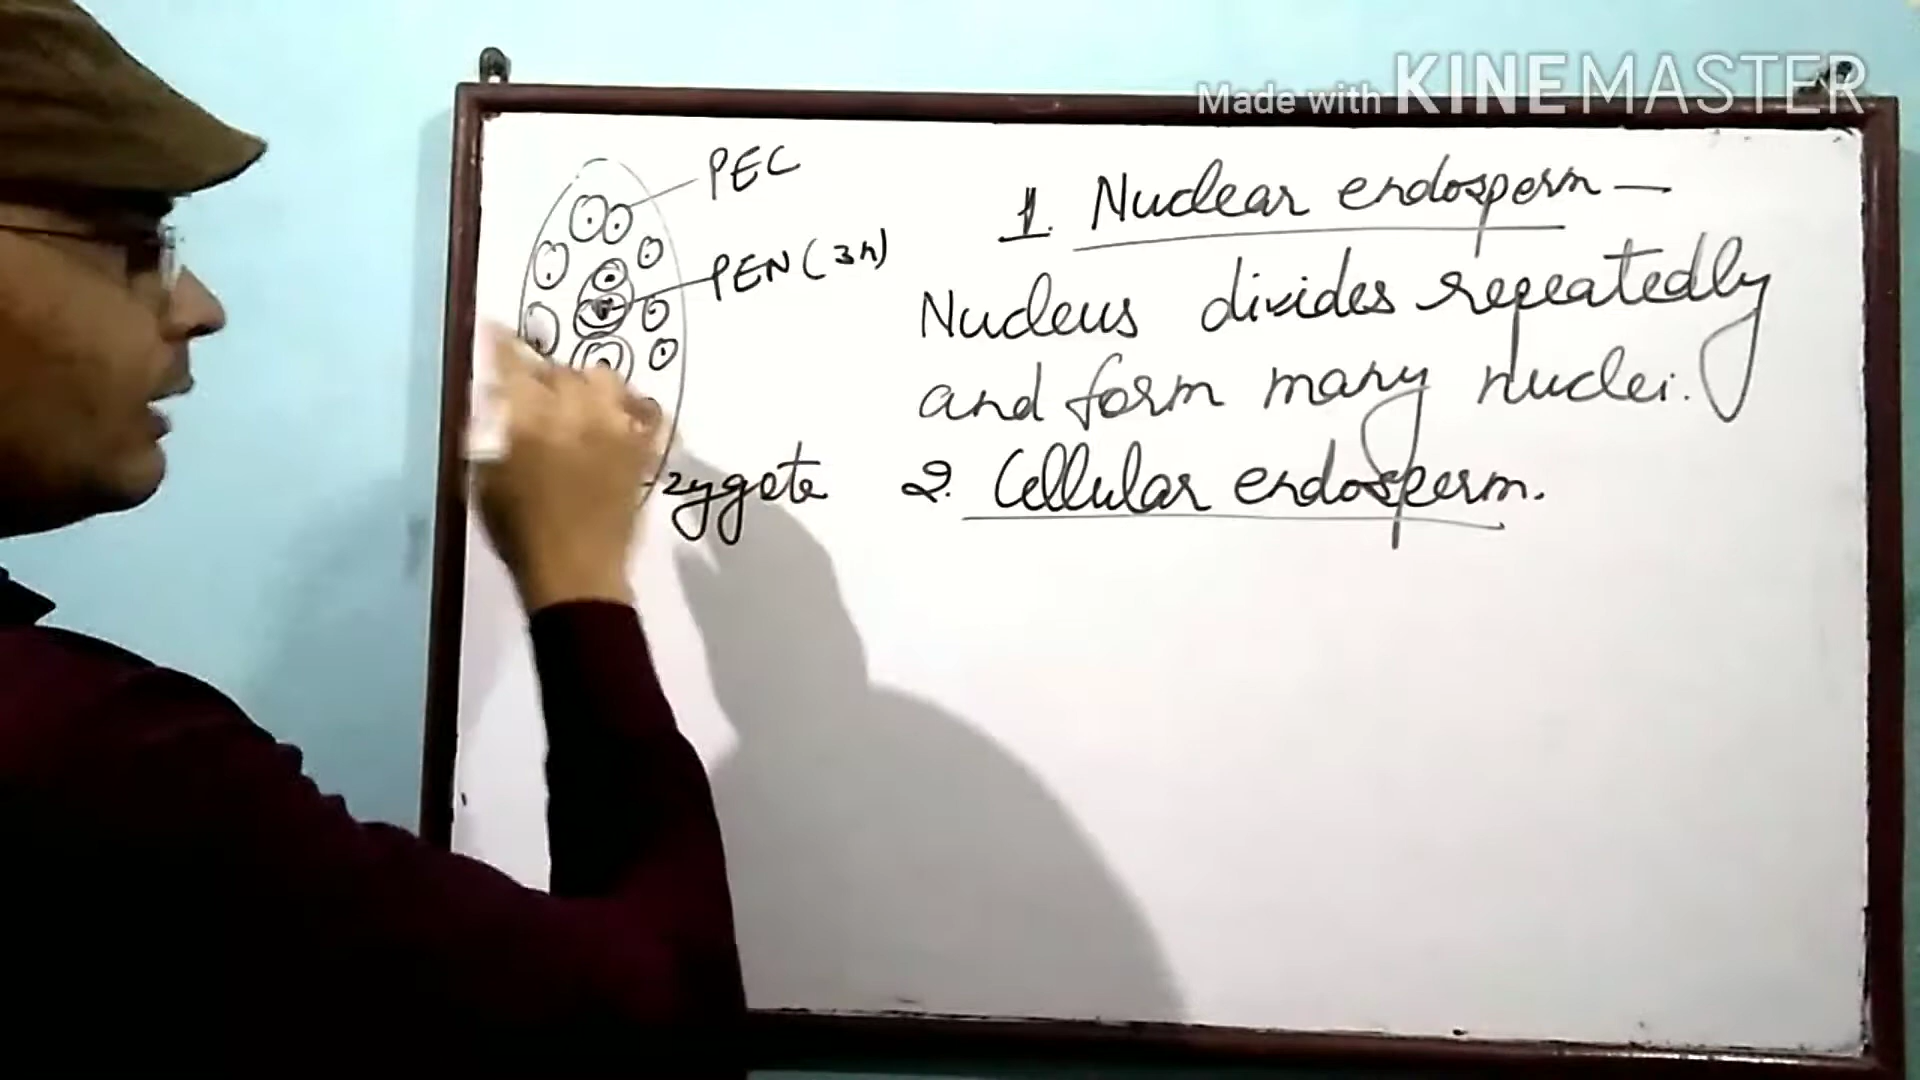 Made with KINEMASTER
PEC
PEN (3n)
zygote
1. Nuclear endosperm —
Nucleus divides repeatedly
and form many nuclei.
2. Cellular endosperm.